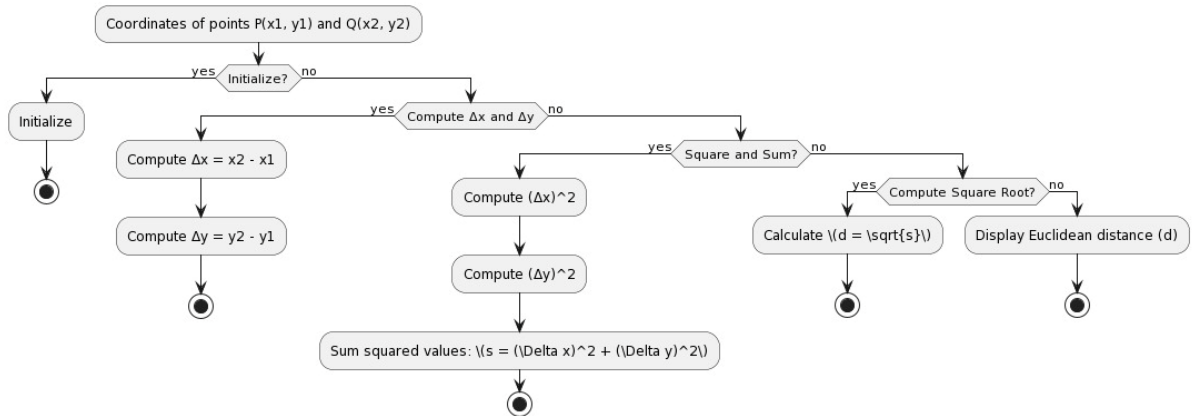 Coordinates of points P(x1, y1) and Q(x2, y2)
yes
Initialize?
no
Initialize
yes
Compute Δx and Δy
no
Compute Δx = x2 - x1
Compute Δy = y2 - y1
yes
Square and Sum?
no
Compute (Δx)^2
Compute (Δy)^2
Sum squared values: \(s = (\Delta x)^2 + (\Delta y)^2\)
yes
Compute Square Root?
no
Calculate \(d = \sqrt{s}\)
Display Euclidean distance (d)